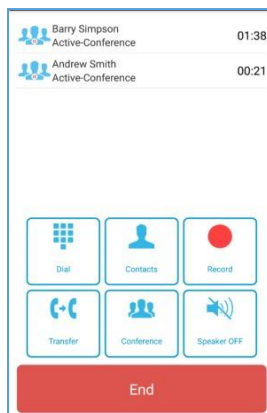 Barry Simpson
Active-Conference
01:38
Andrew Smith
Active-Conference
00:21
Dial
Contacts
Record
Transfer
Conference
Speaker OFF
End